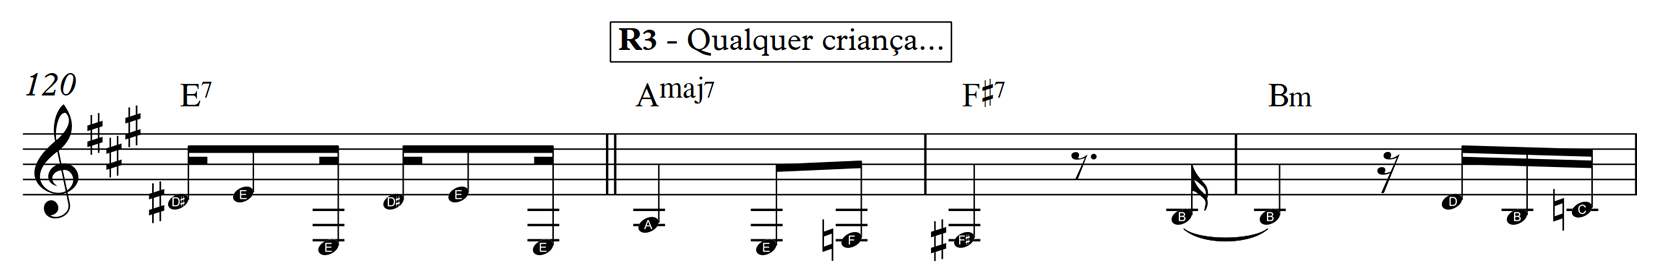 R3 - Qualquer criança...
120
E7 Amaj7 F♯7 Bm
D♯ E E D♯ E E A E F F♯ B B D B C